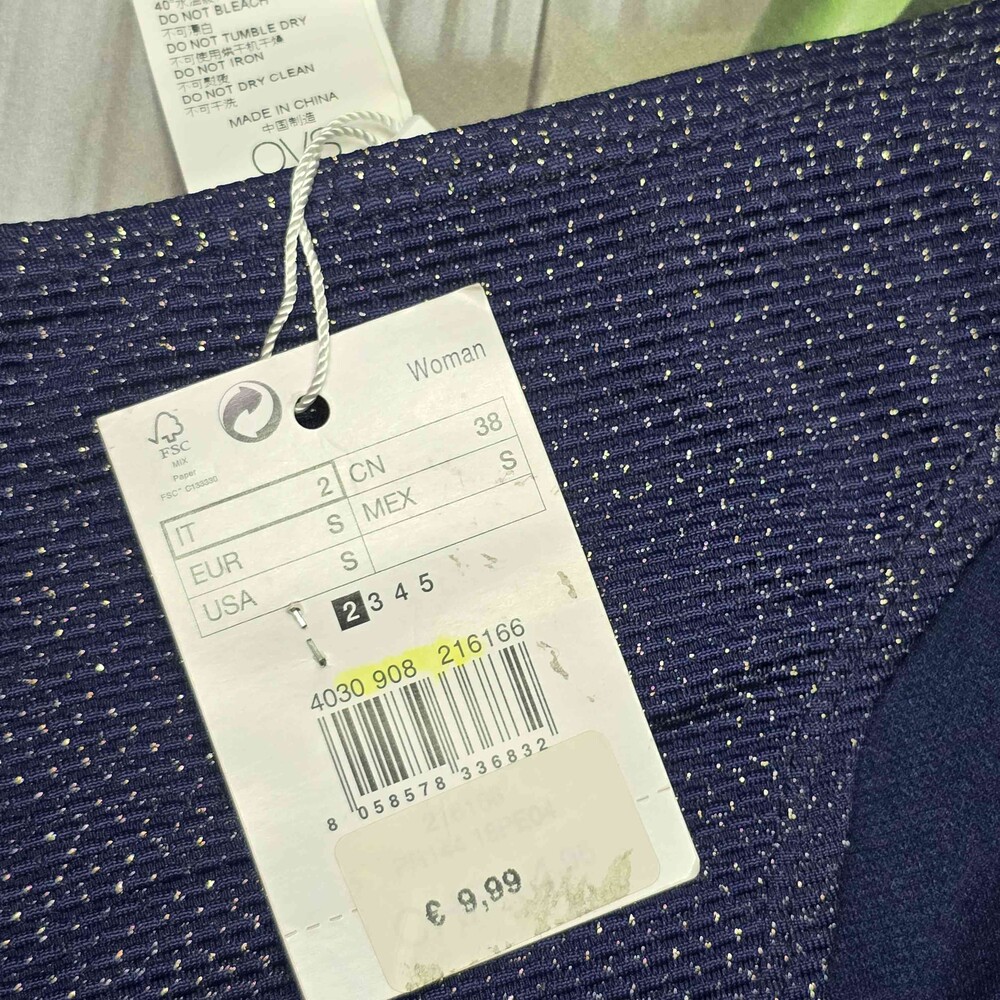 40°
DO NOT BLEACH
不可漂白
DO NOT TUMBLE DRY
不可使用烘干机干燥
DO NOT IRON
不可熨烫
DO NOT DRY CLEAN
不可干洗
MADE IN CHINA
中国制造
OVS
Woman
FSC
MIX
Paper
FSC® C133330
IT 2 CN 38
EUR S MEX S
USA S
2 3 4 5
4030 908 216166
8 058578 336832
€ 9,99